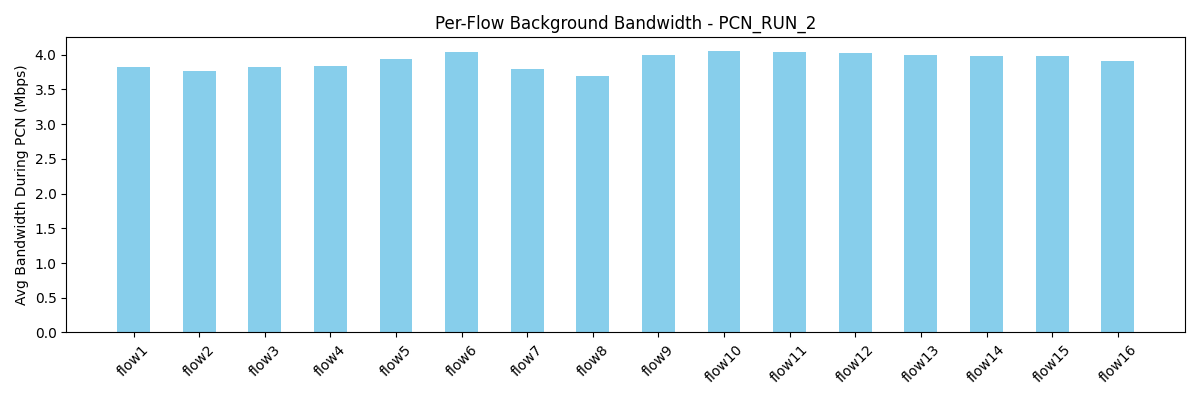 Per-Flow Background Bandwidth - PCN_RUN_2
Avg Bandwidth During PCN (Mbps)
4.0
3.5
3.0
2.5
2.0
1.5
1.0
0.5
0.0
flow1
flow2
flow3
flow4
flow5
flow6
flow7
flow8
flow9
flow10
flow11
flow12
flow13
flow14
flow15
flow16